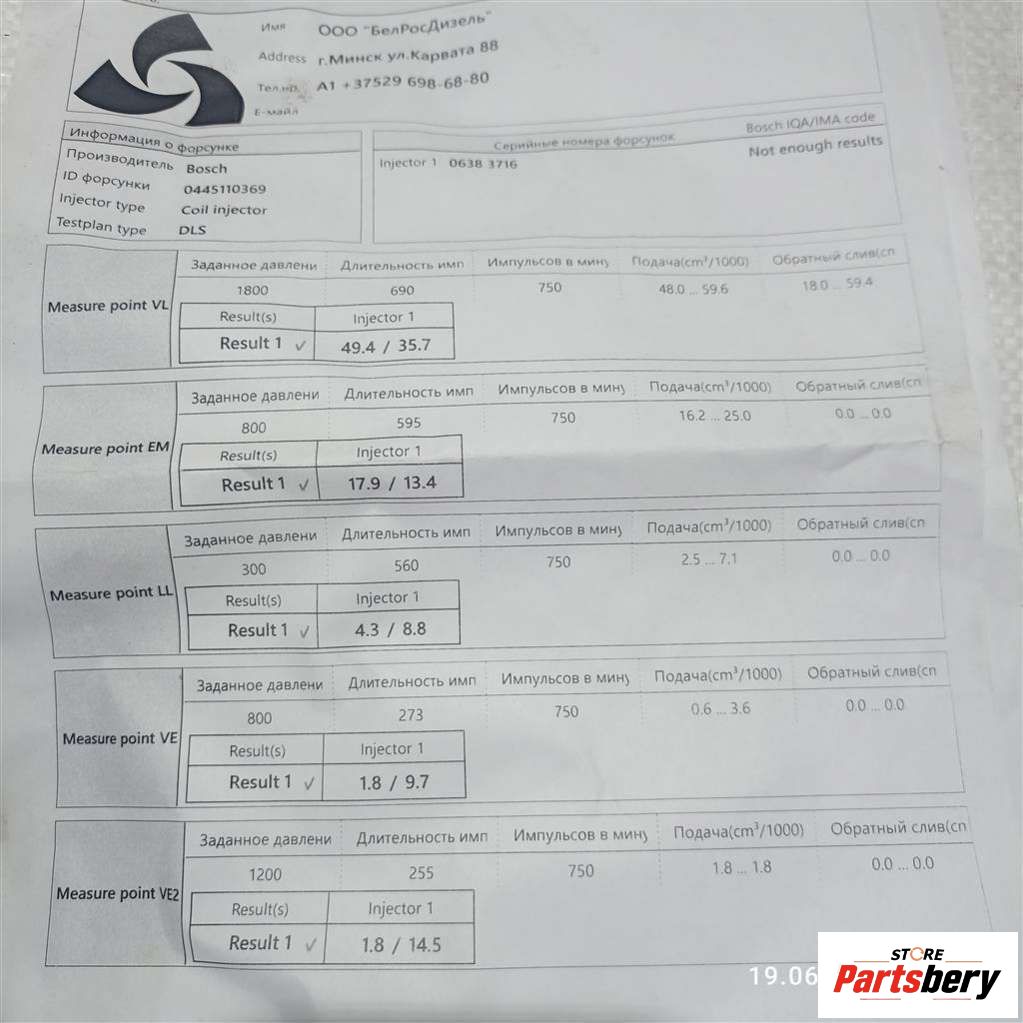 Имя ООО "БелРосДизель"
Address г.Минск ул.Карвата 88
Тел.нр. А1 +37529 698-68-80
Е-майл
Информация о форсунке
Производитель Bosch
ID форсунки 0445110369
Injector type Coil injector
Testplan type DLS
Серийные номера форсунок Bosch IQA/IMA code
Injector 1 0638 3716 Not enough results
Measure point VL
Заданное давлени Длительность имп Импульсов в мину Подача(cm³/1000) Обратный слив(сп
1800 690 750 48.0 ... 59.6 18.0 ... 59.4
Result(s) Injector 1
Result 1 ✓ 49.4 / 35.7
Measure point EM
Заданное давлени Длительность имп Импульсов в мину Подача(cm³/1000) Обратный слив(сп
800 595 750 16.2 ... 25.0 0.0 ... 0.0
Result(s) Injector 1
Result 1 ✓ 17.9 / 13.4
Measure point LL
Заданное давлени Длительность имп Импульсов в мину Подача(cm³/1000) Обратный слив(сп
300 560 750 2.5 ... 7.1 0.0 ... 0.0
Result(s) Injector 1
Result 1 ✓ 4.3 / 8.8
Measure point VE
Заданное давлени Длительность имп Импульсов в мину Подача(cm³/1000) Обратный слив(сп
800 273 750 0.6 ... 3.6 0.0 ... 0.0
Result(s) Injector 1
Result 1 ✓ 1.8 / 9.7
Measure point VE2
Заданное давлени Длительность имп Импульсов в мину Подача(cm³/1000) Обратный слив(сп
1200 255 750 1.8 ... 1.8 0.0 ... 0.0
Result(s) Injector 1
Result 1 ✓ 1.8 / 14.5
19.06
STORE
Partsbery